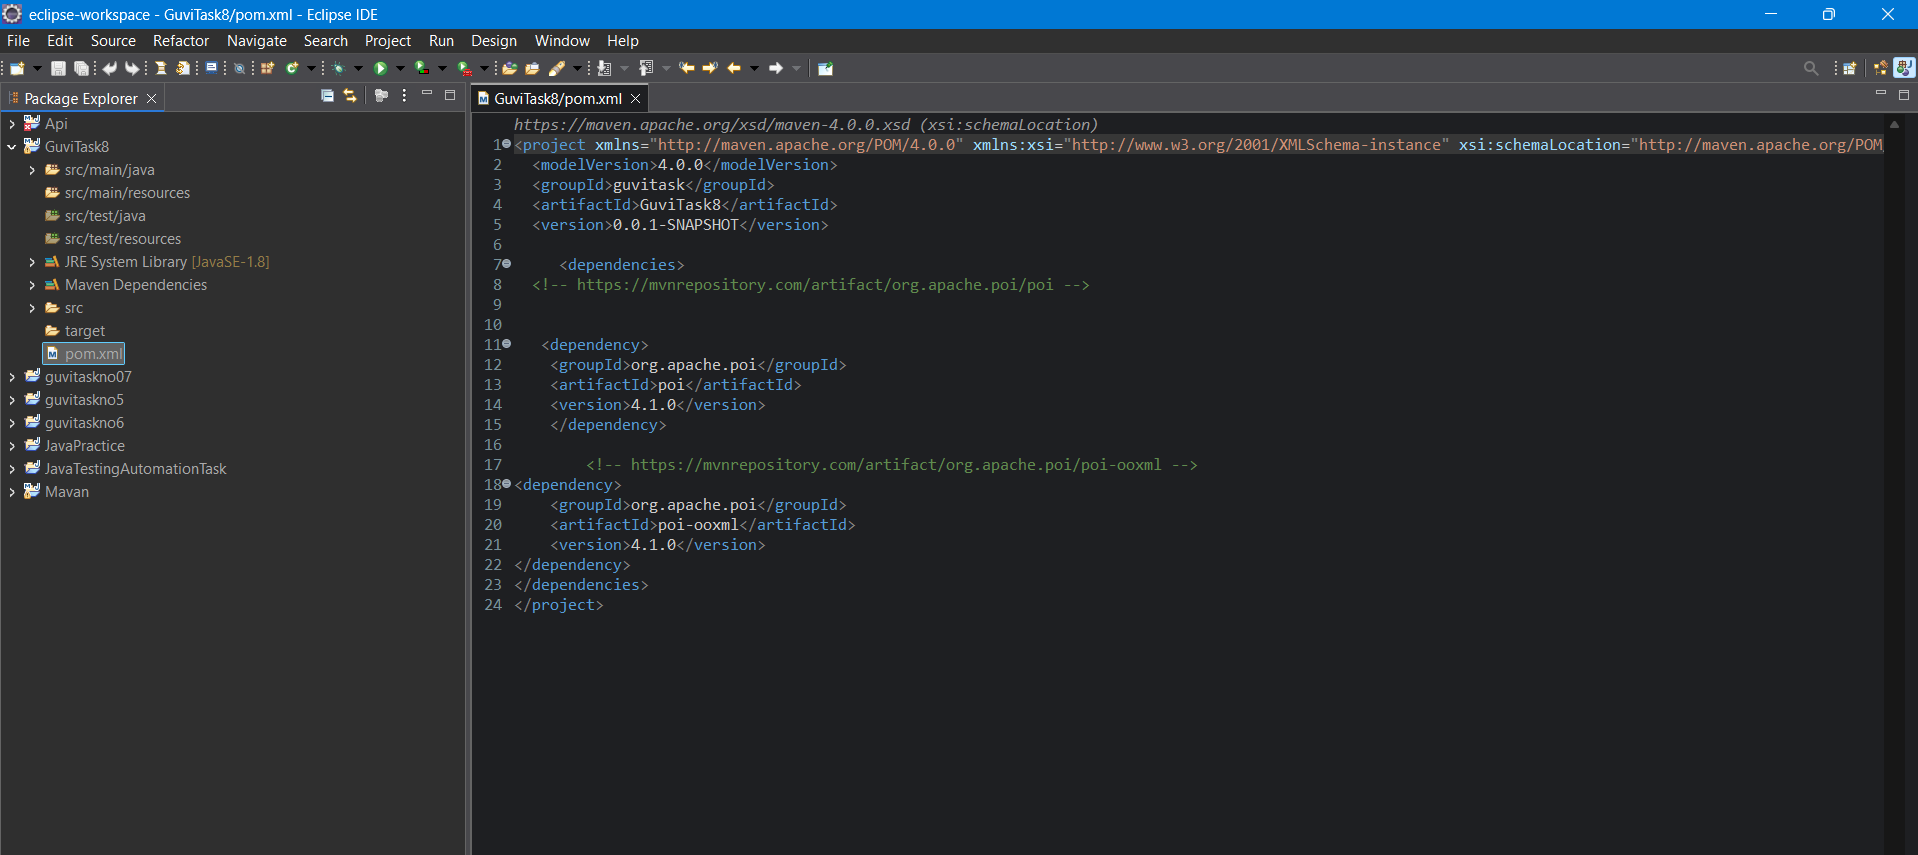 eclipse-workspace - GuviTask8/pom.xml - Eclipse IDE
File Edit Source Refactor Navigate Search Project Run Design Window Help
Package Explorer
Api
GuviTask8
src/main/java
src/main/resources
src/test/java
src/test/resources
JRE System Library [JavaSE-1.8]
Maven Dependencies
src
target
pom.xml
guvitaskno07
guvitaskno5
guvitaskno6
JavaPractice
JavaTestingAutomationTask
Mavan
GuviTask8/pom.xml
https://maven.apache.org/xsd/maven-4.0.0.xsd (xsi:schemaLocation)
1 <project xmlns="http://maven.apache.org/POM/4.0.0" xmlns:xsi="http://www.w3.org/2001/XMLSchema-instance" xsi:schemaLocation="http://maven.apache.org/POM
2 <modelVersion>4.0.0</modelVersion>
3 <groupId>guvitask</groupId>
4 <artifactId>GuviTask8</artifactId>
5 <version>0.0.1-SNAPSHOT</version>
6
7 <dependencies>
8 <!-- https://mvnrepository.com/artifact/org.apache.poi/poi -->
9
10
11 <dependency>
12 <groupId>org.apache.poi</groupId>
13 <artifactId>poi</artifactId>
14 <version>4.1.0</version>
15 </dependency>
16
17 <!-- https://mvnrepository.com/artifact/org.apache.poi/poi-ooxml -->
18 <dependency>
19 <groupId>org.apache.poi</groupId>
20 <artifactId>poi-ooxml</artifactId>
21 <version>4.1.0</version>
22 </dependency>
23 </dependencies>
24 </project>